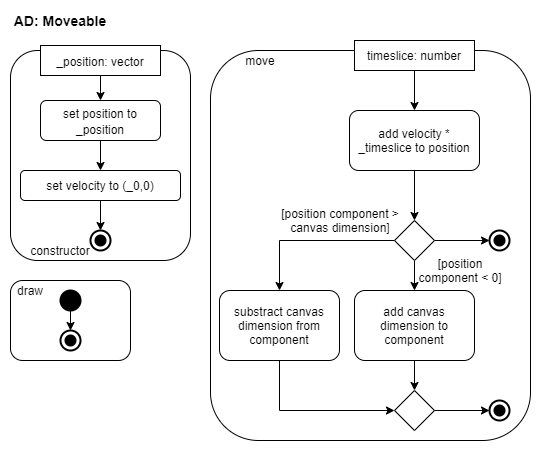 AD: Moveable
_position: vector
set position to
_position
set velocity to (_0,0)
constructor
draw
move
timeslice: number
add velocity *
_timeslice to position
[position component >
canvas dimension]
[position
component < 0]
substract canvas
dimension from
component
add canvas
dimension to
component